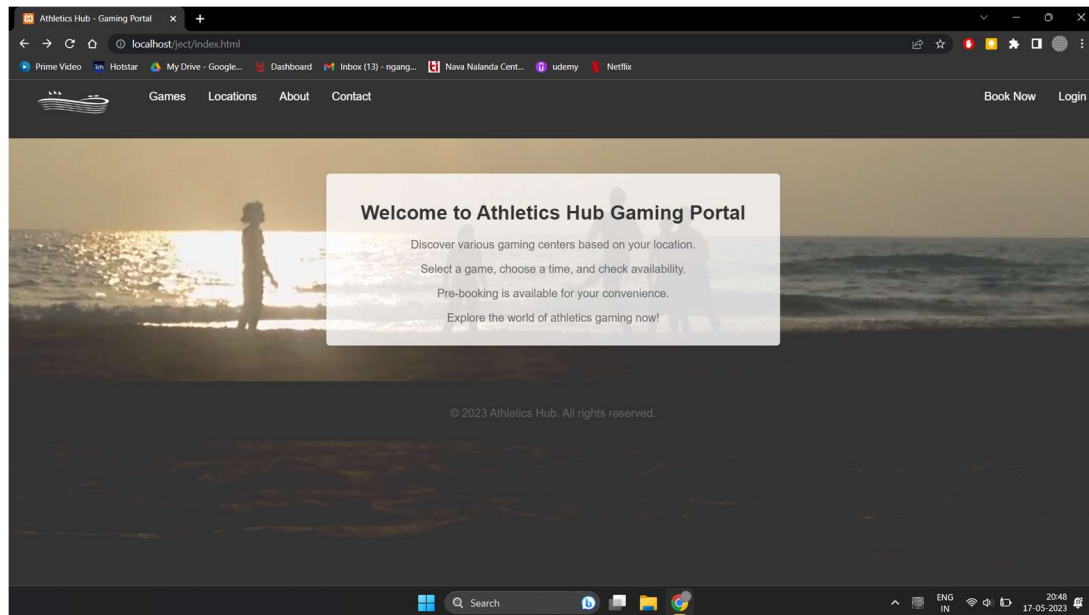 Athletics Hub - Gaming Portal
localhost/ject/index.html
Prime Video Hotstar My Drive - Google... Dashboard Inbox (13) - ngang... Nava Nalanda Cent... udemy Netflix
Games Locations About Contact Book Now Login
Welcome to Athletics Hub Gaming Portal
Discover various gaming centers based on your location.
Select a game, choose a time, and check availability.
Pre-booking is available for your convenience.
Explore the world of athletics gaming now!
© 2023 Athletics Hub. All rights reserved.
Search
ENG
IN
20:48
17-05-2023